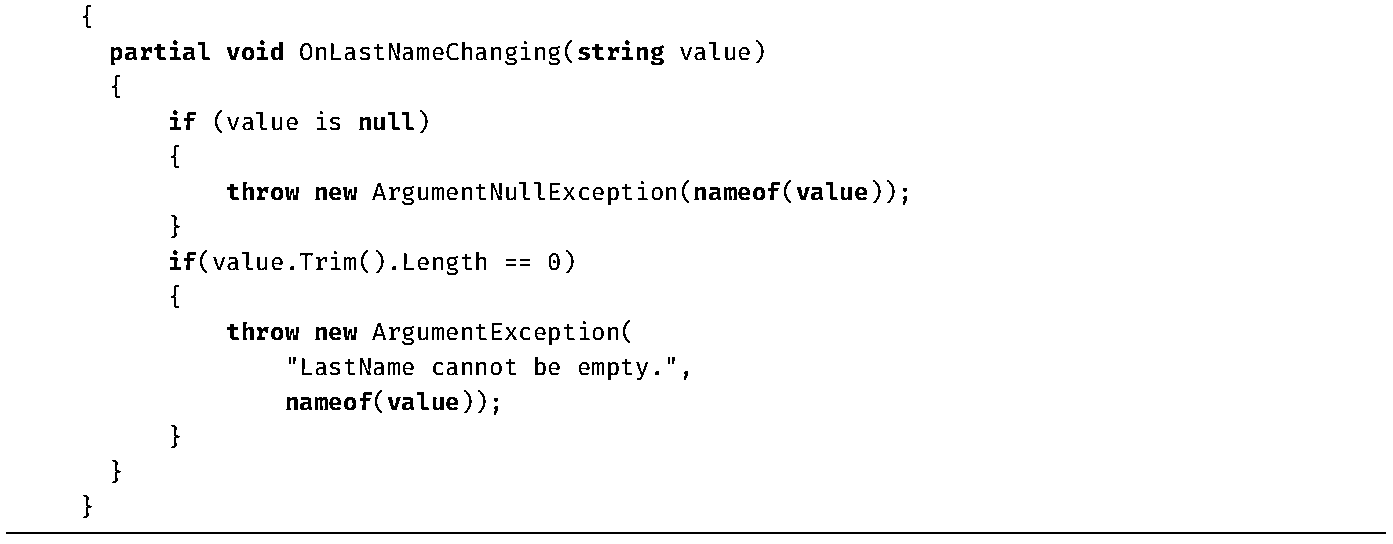 {
partial void OnLastNameChanging(string value)
{
if (value is null)
{
throw new ArgumentNullException(nameof(value));
}
if(value.Trim().Length == 0)
{
throw new ArgumentException(
"LastName cannot be empty.",
nameof(value));
}
}
}